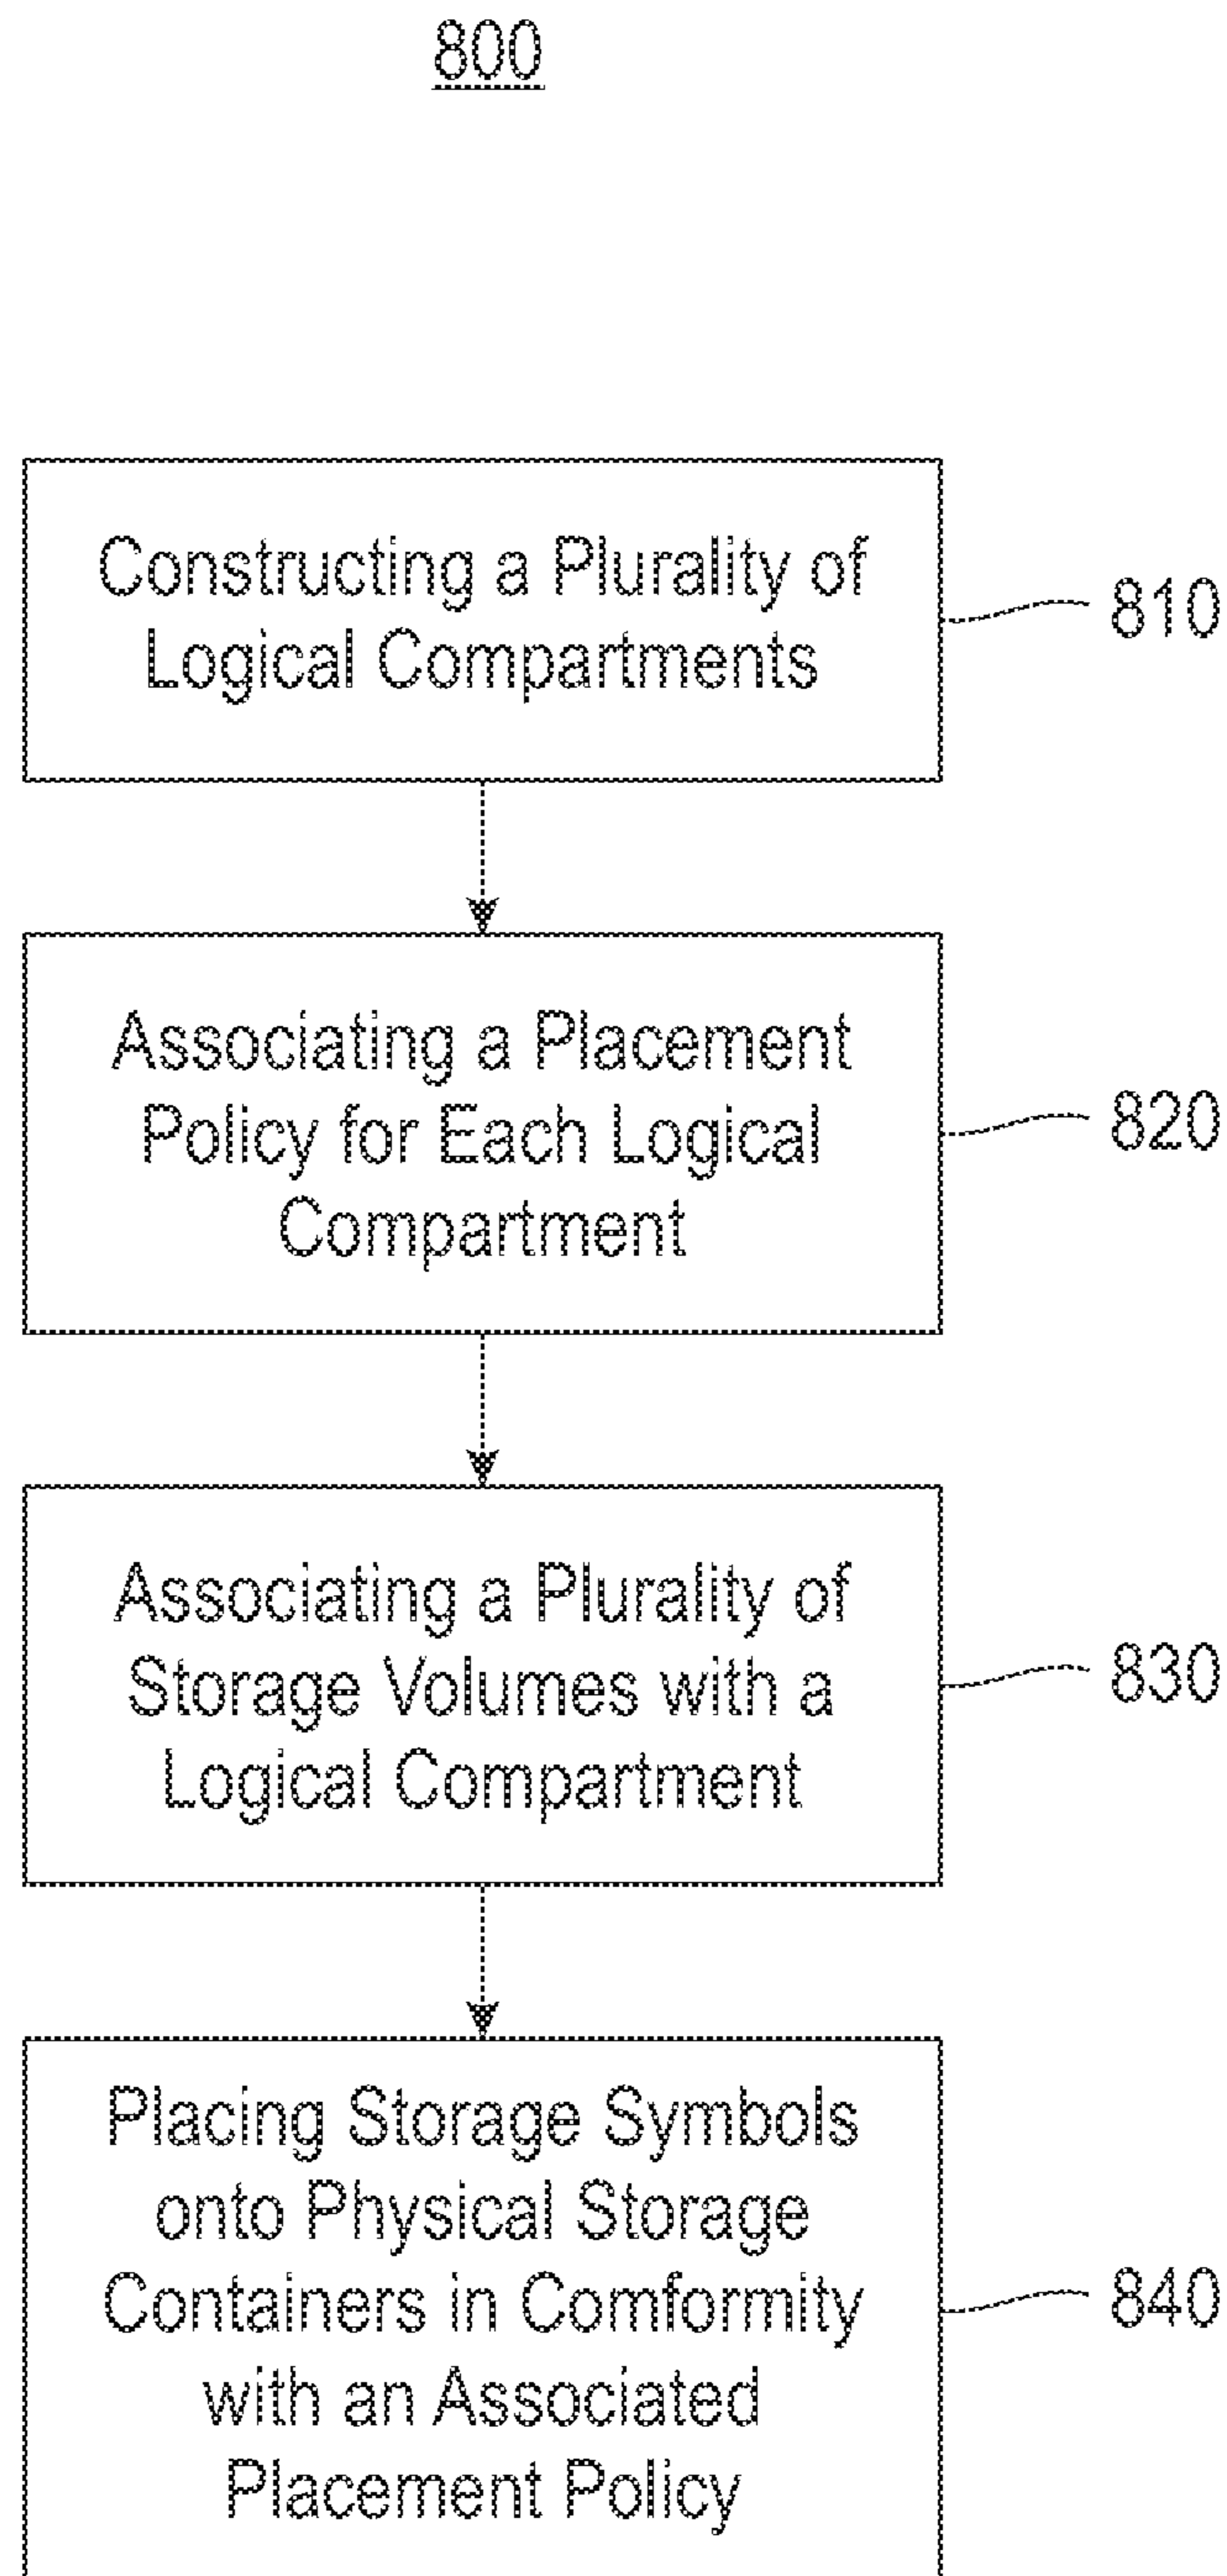 800
Constructing a Plurality of
Logical Compartments
810
Associating a Placement
Policy for Each Logical
Compartment
820
Associating a Plurality of
Storage Volumes with a
Logical Compartment
830
Placing Storage Symbols
onto Physical Storage
Containers in Comformity
with an Associated
Placement Policy
840